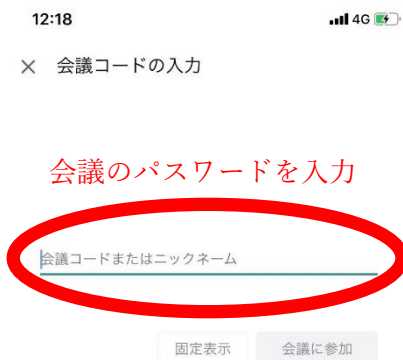 12:18 4G
× 会議コードの入力
会議のパスワードを入力
会議コードまたはニックネーム
固定表示 会議に参加